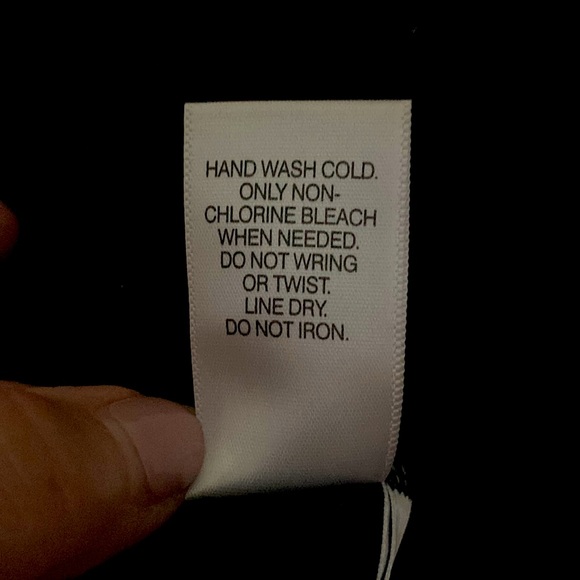 HAND WASH COLD.
ONLY NON-
CHLORINE BLEACH
WHEN NEEDED.
DO NOT WRING
OR TWIST.
LINE DRY.
DO NOT IRON.